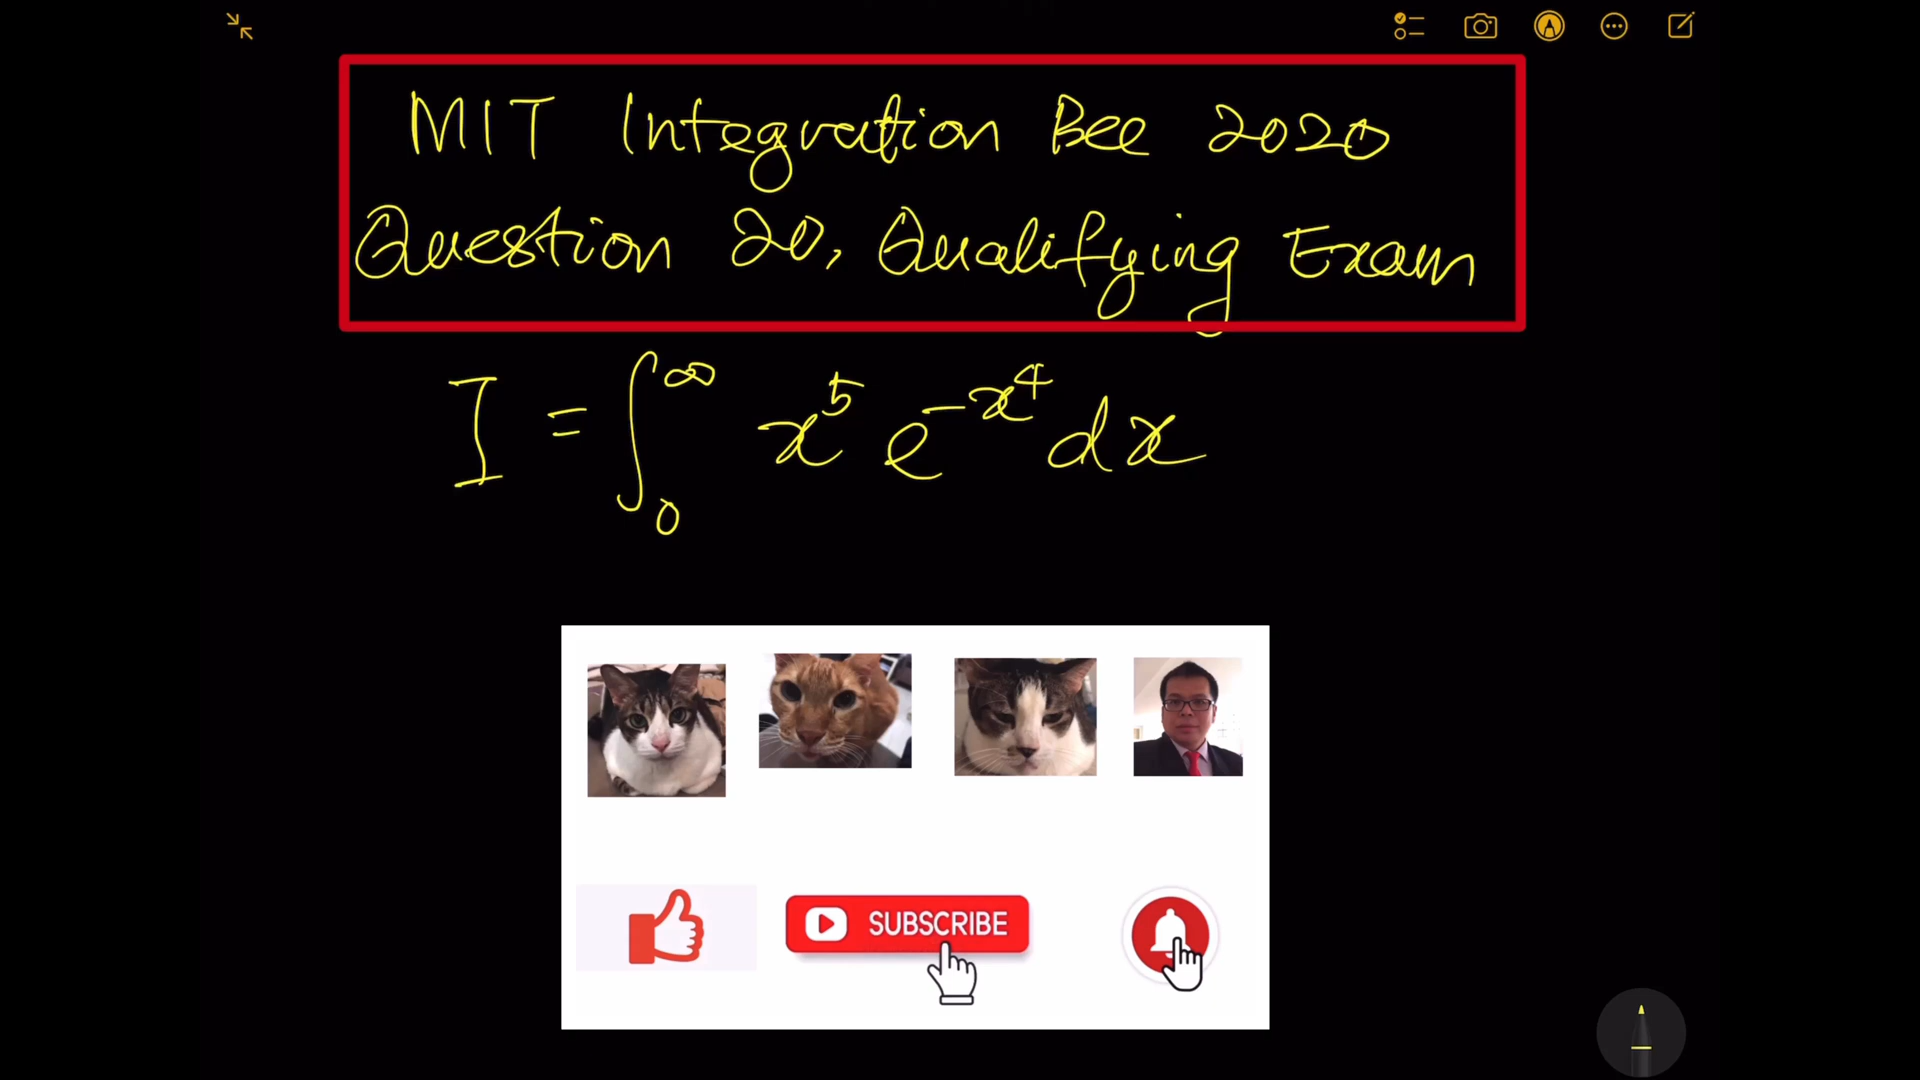 MIT Integration Bee 2020
Question 20, Qualifying Exam
I = ∫₀^∞ x⁵ e^{-x⁴} dx
SUBSCRIBE